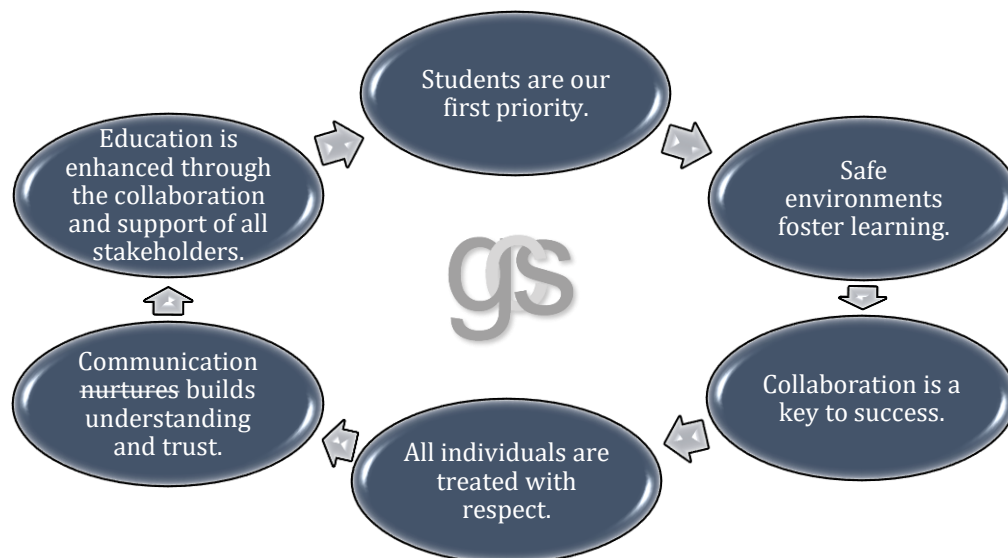 Students are our
first priority.
Safe
environments
foster learning.
Collaboration is a
key to success.
All individuals are
treated with
respect.
Communication
nurtures builds
understanding
and trust.
Education is
enhanced through
the collaboration
and support of all
stakeholders.
gcs